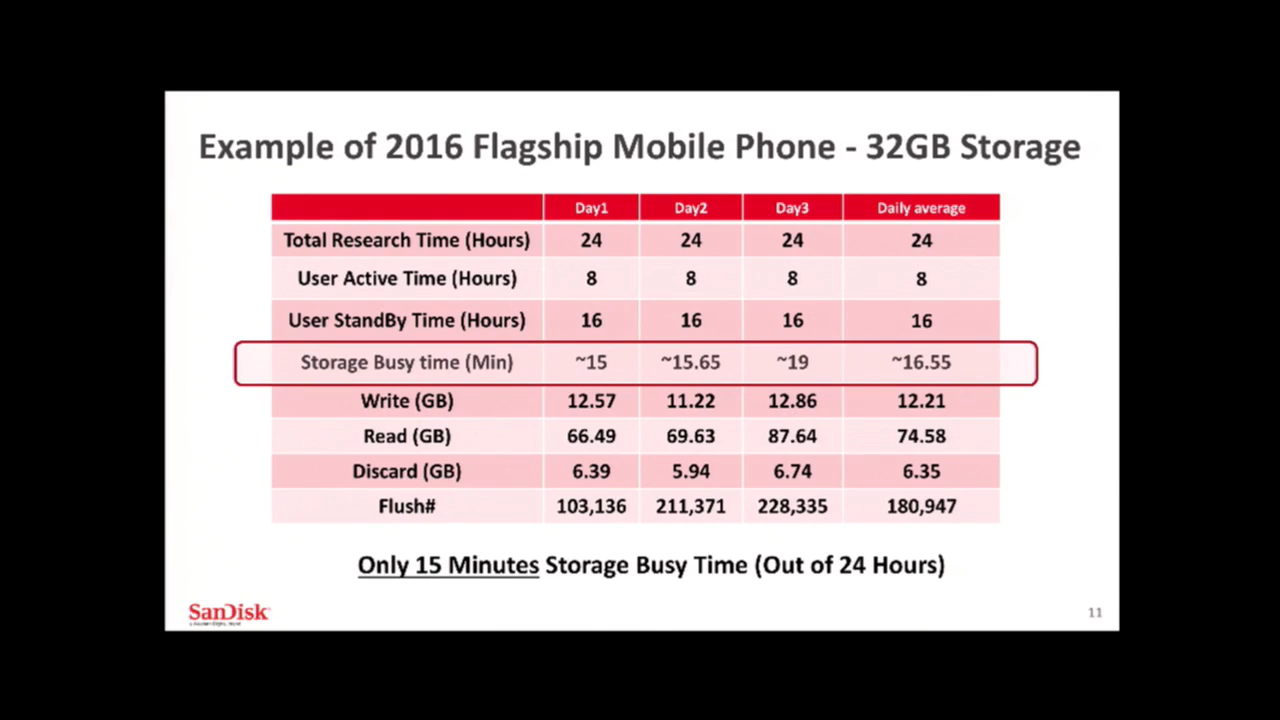 Example of 2016 Flagship Mobile Phone - 32GB Storage
Day1 Day2 Day3 Daily average
Total Research Time (Hours) 24 24 24 24
User Active Time (Hours) 8 8 8 8
User StandBy Time (Hours) 16 16 16 16
Storage Busy time (Min) ~15 ~15.65 ~19 ~16.55
Write (GB) 12.57 11.22 12.86 12.21
Read (GB) 66.49 69.63 87.64 74.58
Discard (GB) 6.39 5.94 6.74 6.35
Flush# 103,136 211,371 228,335 180,947
Only 15 Minutes Storage Busy Time (Out of 24 Hours)
SanDisk
11